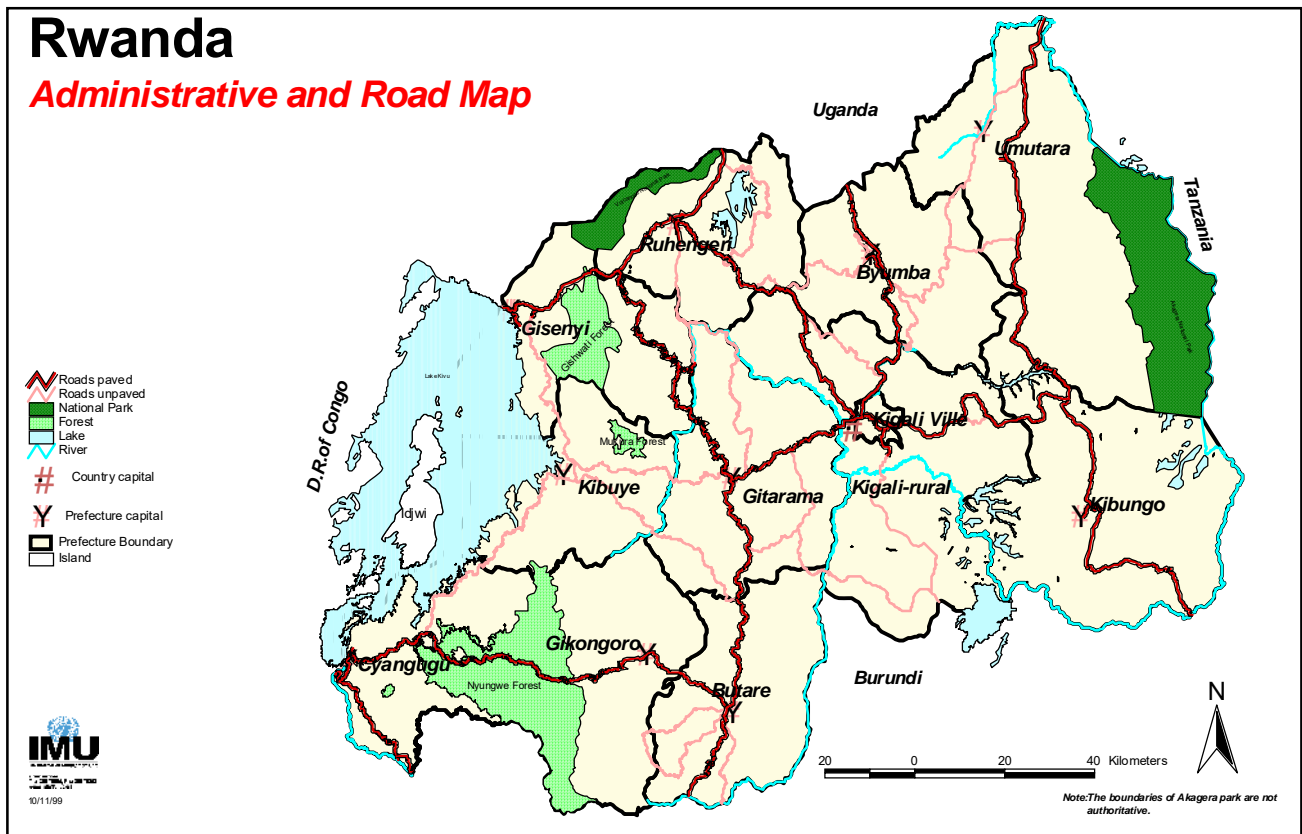 Rwanda
Administrative and Road Map
Uganda
Umutara
Tanzania
Ruhengeri
Byumba
Gisenyi
Gishwati Forest
Lake Kivu
D.R.of Congo
Roads paved
Roads unpaved
National Park
Forest
Lake
River
Country capital
Prefecture capital
Prefecture Boundary
Island
Kigali Ville
Mukura Forest
Idjwi
Kibuye
Gitarama
Kigali-rural
Kibungo
Gikongoro
Cyangugu
Nyungwe Forest
Butare
Burundi
N
20 0 20 40 Kilometers
Note:The boundaries of Akagera park are not
authoritative.
IMU
10/11/99